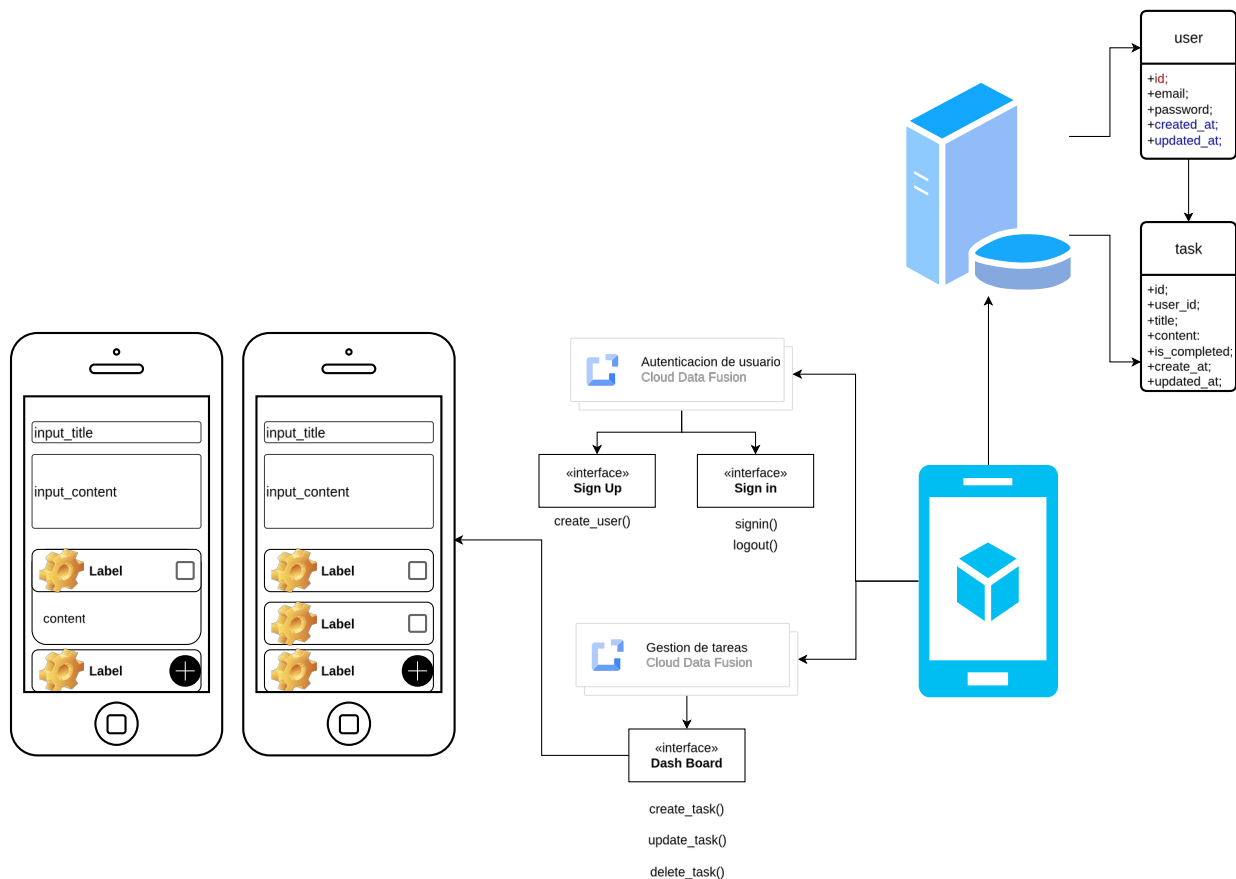 user
+id;
+email;
+password;
+created_at;
+updated_at;
task
+id;
+user_id;
+title;
+content:
+is_completed;
+create_at;
+updated_at;
input_title
input_content
Label
content
Label
input_title
input_content
Label
Label
Label
Autenticacion de usuario
Cloud Data Fusion
«interface»
Sign Up
create_user()
«interface»
Sign in
signin()
logout()
Gestion de tareas
Cloud Data Fusion
«interface»
Dash Board
create_task()
update_task()
delete_task()